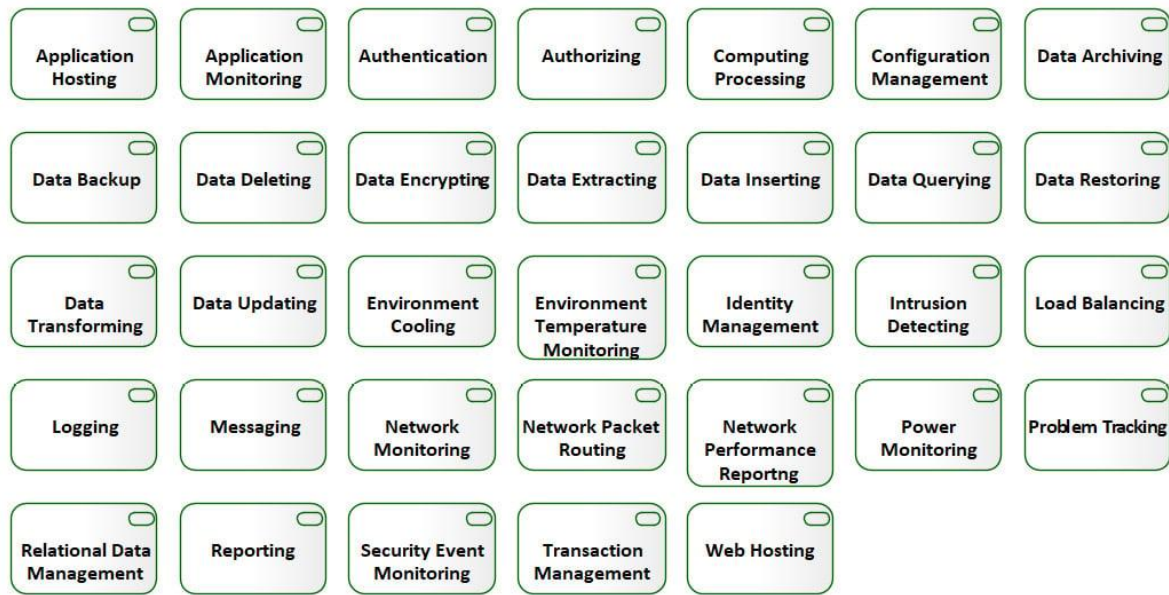 Application
Hosting
Application
Monitoring
Authentication
Authorizing
Computing
Processing
Configuration
Management
Data Archiving
Data Backup
Data Deleting
Data Encrypting
Data Extracting
Data Inserting
Data Querying
Data Restoring
Data
Transforming
Data Updating
Environment
Cooling
Environment
Temperature
Monitoring
Identity
Management
Intrusion
Detecting
Load Balancing
Logging
Messaging
Network
Monitoring
Network Packet
Routing
Network
Performance
Reportng
Power
Monitoring
Problem Tracking
Relational Data
Management
Reporting
Security Event
Monitoring
Transaction
Management
Web Hosting